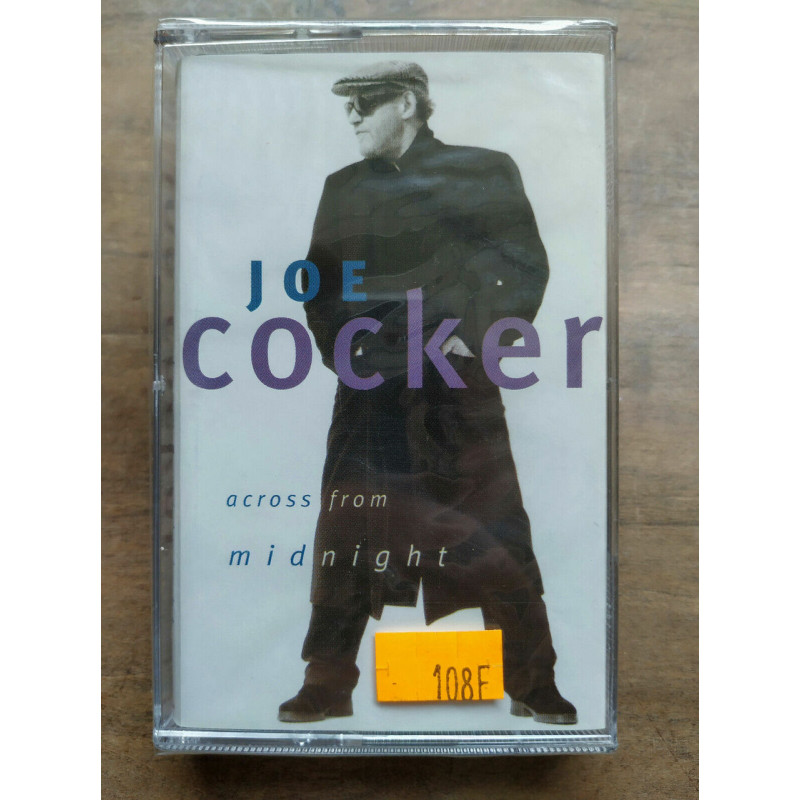 JOE
cocker
across from
midnight
108F